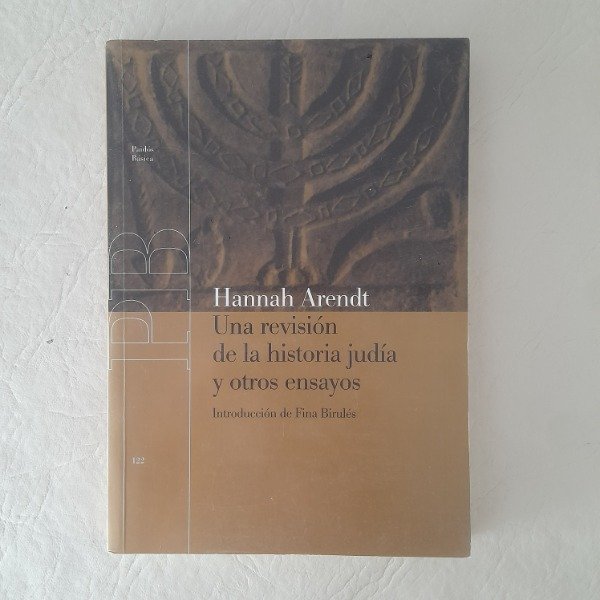 Paidós
Básica
PB
Hannah Arendt
Una revisión
de la historia judía
y otros ensayos
Introducción de Fina Birulés
122